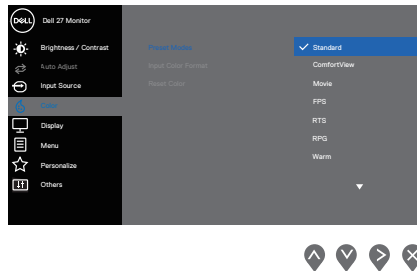 DELL
Dell 27 Monitor
Brightness / Contrast
Auto Adjust
Input Source
Color
Display
Menu
Personalize
Others
Preset Modes
Input Color Format
Reset Color
Standard
ComfortView
Movie
FPS
RTS
RPG
Warm